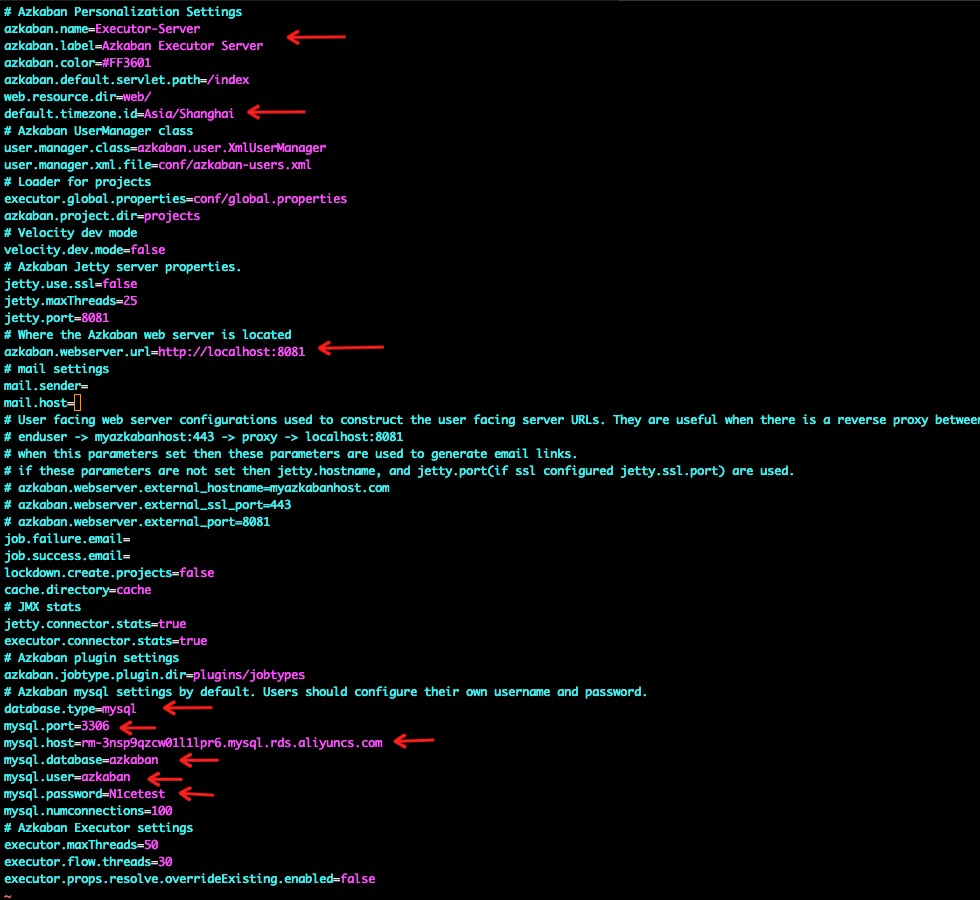 # Azkaban Personalization Settings
azkaban.name=Executor-Server
azkaban.label=Azkaban Executor Server
azkaban.color=#FF3601
azkaban.default.servlet.path=/index
web.resource.dir=web/
default.timezone.id=Asia/Shanghai
# Azkaban UserManager class
user.manager.class=azkaban.user.XmlUserManager
user.manager.xml.file=conf/azkaban-users.xml
# Loader for projects
executor.global.properties=conf/global.properties
azkaban.project.dir=projects
# Velocity dev mode
velocity.dev.mode=false
# Azkaban Jetty server properties.
jetty.use.ssl=false
jetty.maxThreads=25
jetty.port=8081
# Where the Azkaban web server is located
azkaban.webserver.url=http://localhost:8081
# mail settings
mail.sender=
mail.host=
# User facing web server configurations used to construct the user facing server URLs. They are useful when there is a reverse proxy between
# enduser -> myazkabanhost:443 -> proxy -> localhost:8081
# when this parameters set then these parameters are used to generate email links.
# if these parameters are not set then jetty.hostname, and jetty.port(if ssl configured jetty.ssl.port) are used.
# azkaban.webserver.external_hostname=myazkabanhost.com
# azkaban.webserver.external_ssl_port=443
# azkaban.webserver.external_port=8081
job.failure.email=
job.success.email=
lockdown.create.projects=false
cache.directory=cache
# JMX stats
jetty.connector.stats=true
executor.connector.stats=true
# Azkaban plugin settings
azkaban.jobtype.plugin.dir=plugins/jobtypes
# Azkaban mysql settings by default. Users should configure their own username and password.
database.type=mysql
mysql.port=3306
mysql.host=rm-3nsp9qzcw01l1lpr6.mysql.rds.aliyuncs.com
mysql.database=azkaban
mysql.user=azkaban
mysql.password=N1cetest
mysql.numconnections=100
# Azkaban Executor settings
executor.maxThreads=50
executor.flow.threads=30
executor.props.resolve.overrideExisting.enabled=false
~